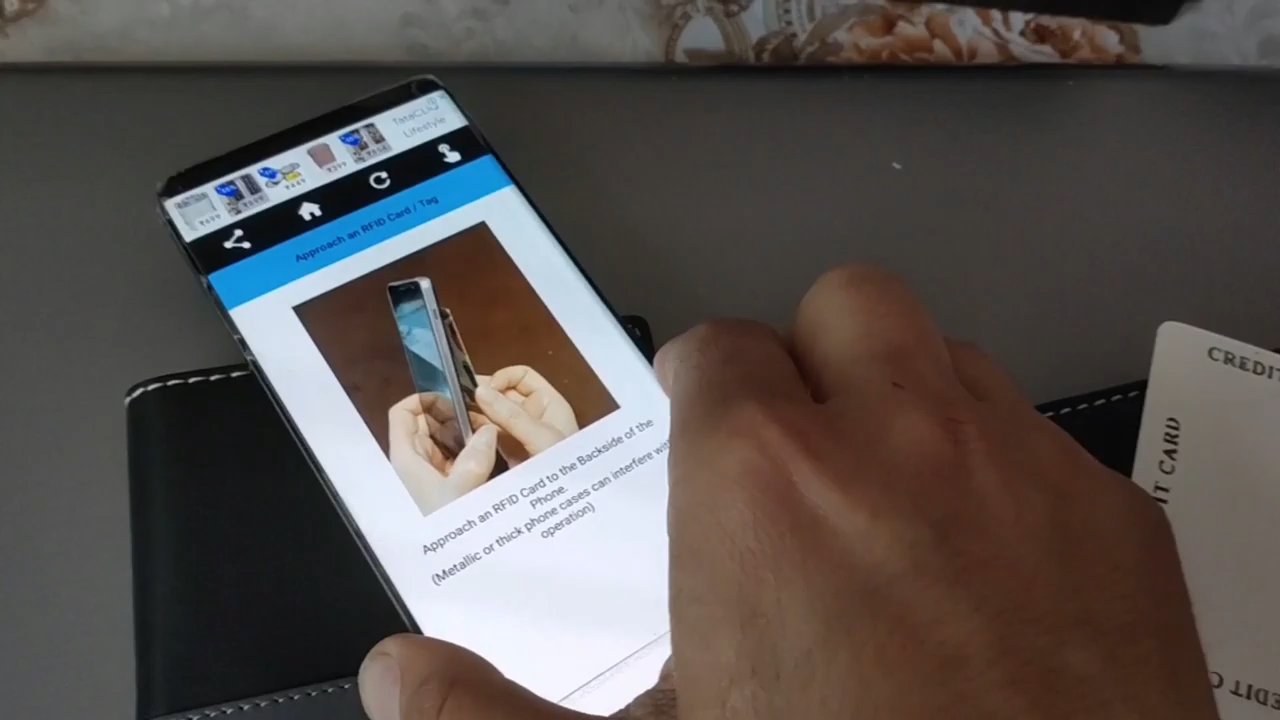 TataCLiQ
Lifestyle
Approach an RFID Card / Tag
Approach an RFID Card to the Backside of the
Phone.
(Metallic or thick phone cases can interfere with
operation)
CREDIT
IT CARD
EDIT C